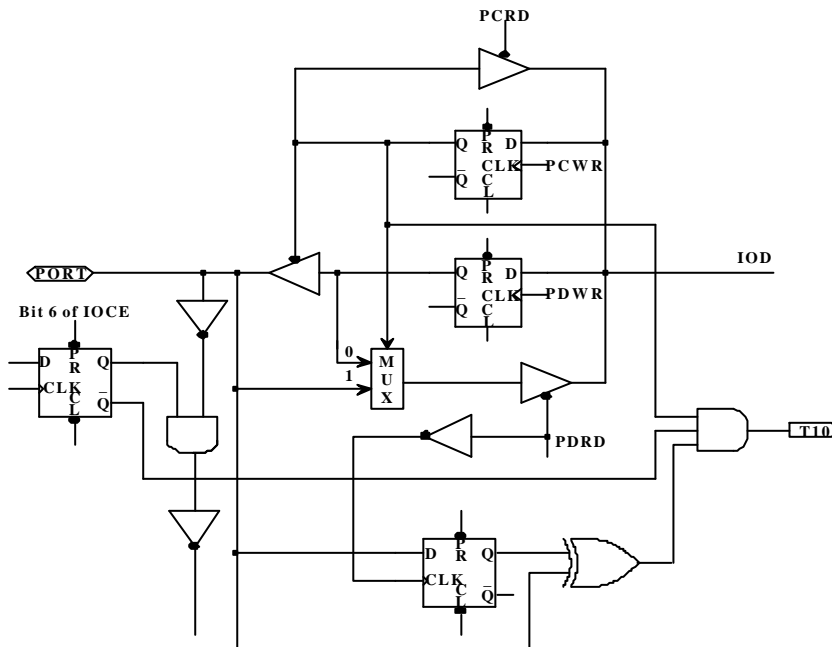 PCRD
Q PR D
CLK PCWR
Q̅ CL
IOD
PORT
Q PR D
CLK PDWR
Q̅ CL
Bit 6 of IOCE
D PR Q
CLK
CL Q̅
0
1
MUX
PDRD
T10
D PR Q
CLK
CL Q̅